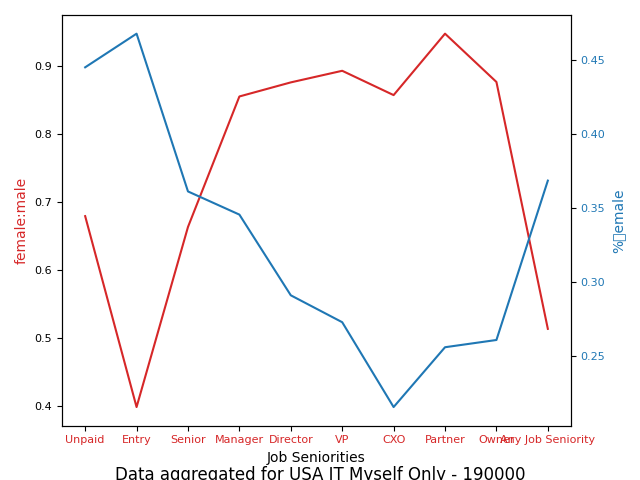 0.9
0.8
0.7
0.6
0.5
0.4
female:male
0.45
0.40
0.35
0.30
0.25
%▯emale
Unpaid Entry Senior Manager Director VP CXO Partner Owner Any Job Seniority
Job Seniorities
Data aggregated for USA IT Myself Only - 190000